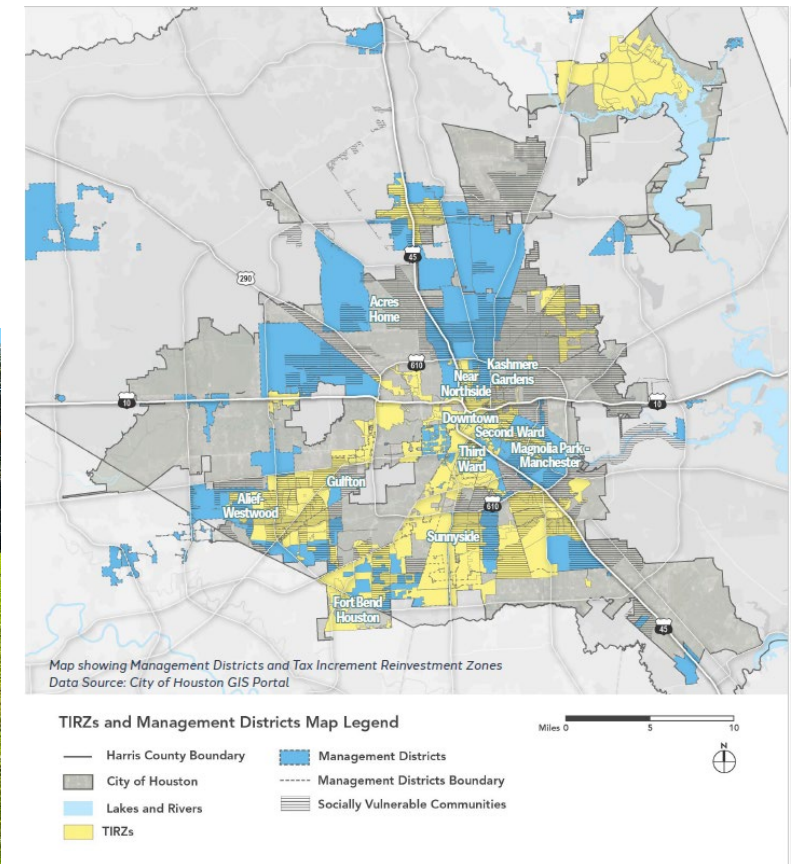 45
290
Acres
Home
610
Kashmere
Gardens
Near
Northside
10
10
Downtown
Second Ward
Magnolia Park -
Manchester
Third
Ward
Gulfton
Alief-
Westwood
610
Sunnyside
Fort Bend
Houston
45
Map showing Management Districts and Tax Increment Reinvestment Zones
Data Source: City of Houston GIS Portal
TIRZs and Management Districts Map Legend
Miles 0 5 10
Harris County Boundary
City of Houston
Lakes and Rivers
TIRZs
Management Districts
Management Districts Boundary
Socially Vulnerable Communities
N